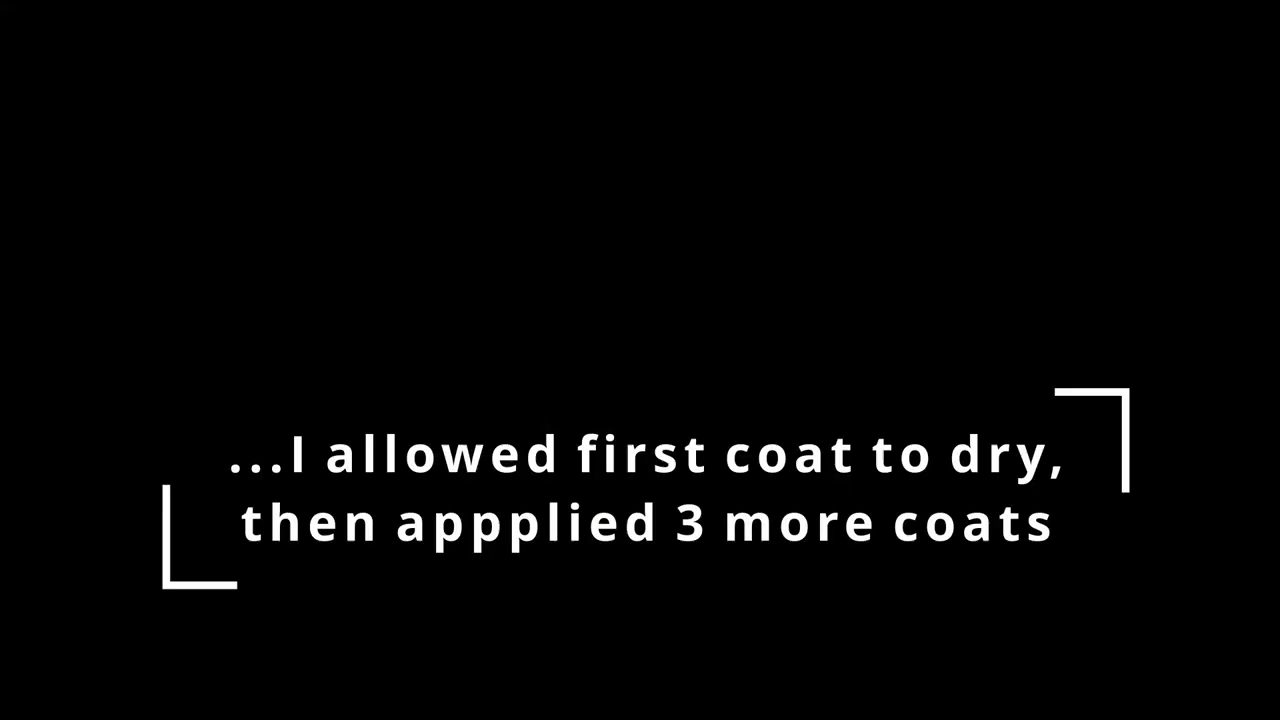 ...I allowed first coat to dry,
then appplied 3 more coats